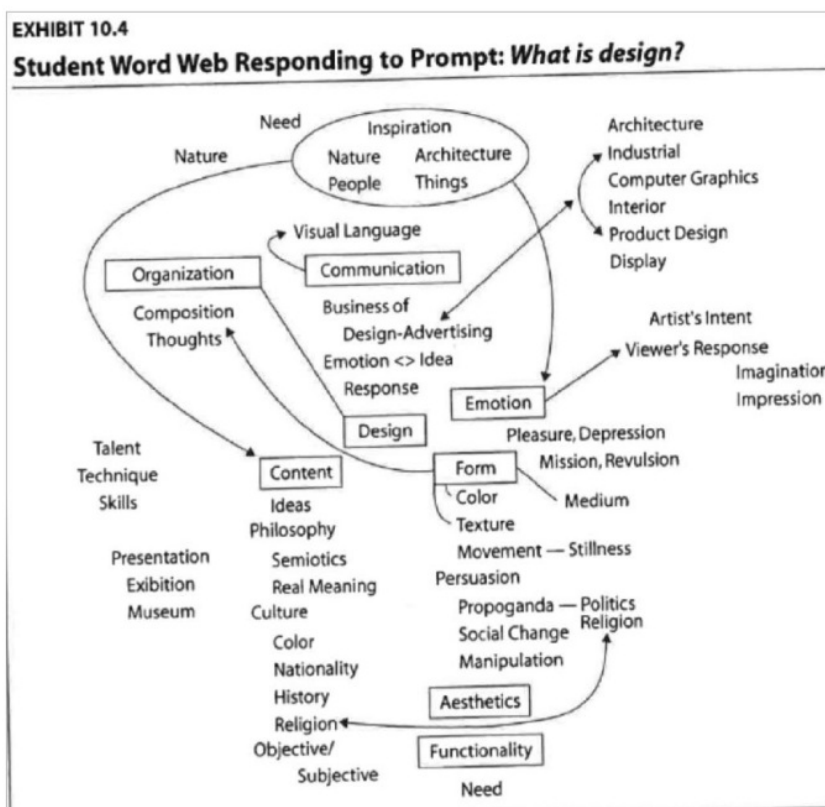 EXHIBIT 10.4
Student Word Web Responding to Prompt: What is design?
Need
Nature
Inspiration
Nature Architecture
People Things
Architecture
Industrial
Computer Graphics
Interior
Product Design
Display
Visual Language
Organization
Communication
Composition
Thoughts
Business of
Design-Advertising
Emotion <> Idea
Response
Artist's Intent
Viewer's Response
Imagination
Impression
Emotion
Design
Pleasure, Depression
Mission, Revulsion
Talent
Technique
Skills
Content
Ideas
Philosophy
Semiotics
Real Meaning
Culture
Color
Nationality
History
Religion
Objective/
Subjective
Presentation
Exibition
Museum
Form
Color
Texture
Medium
Movement — Stillness
Persuasion
Propoganda — Politics
Religion
Social Change
Manipulation
Aesthetics
Functionality
Need